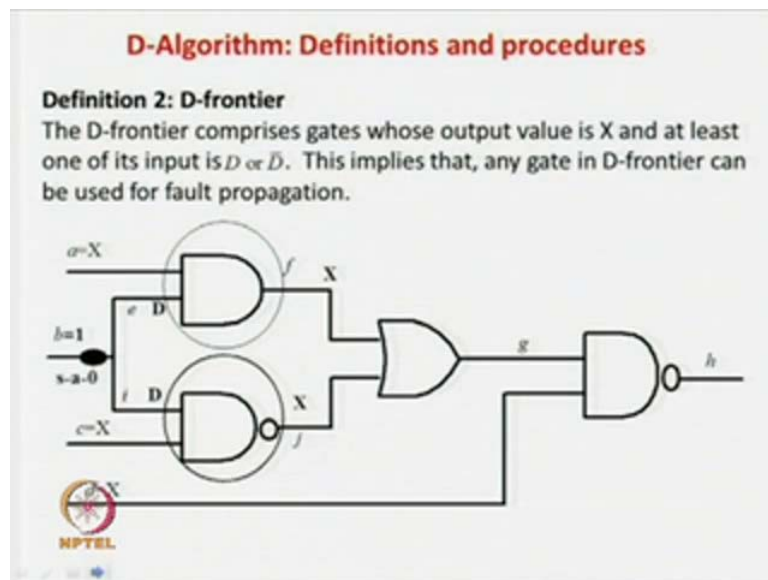 D-Algorithm: Definitions and procedures
Definition 2: D-frontier
The D-frontier comprises gates whose output value is X and at least
one of its input is D or D̄. This implies that, any gate in D-frontier can
be used for fault propagation.
a=X
f
X
e D
b=1
s-a-0
g
h
i D
X
c=X
j
d=X
NPTEL